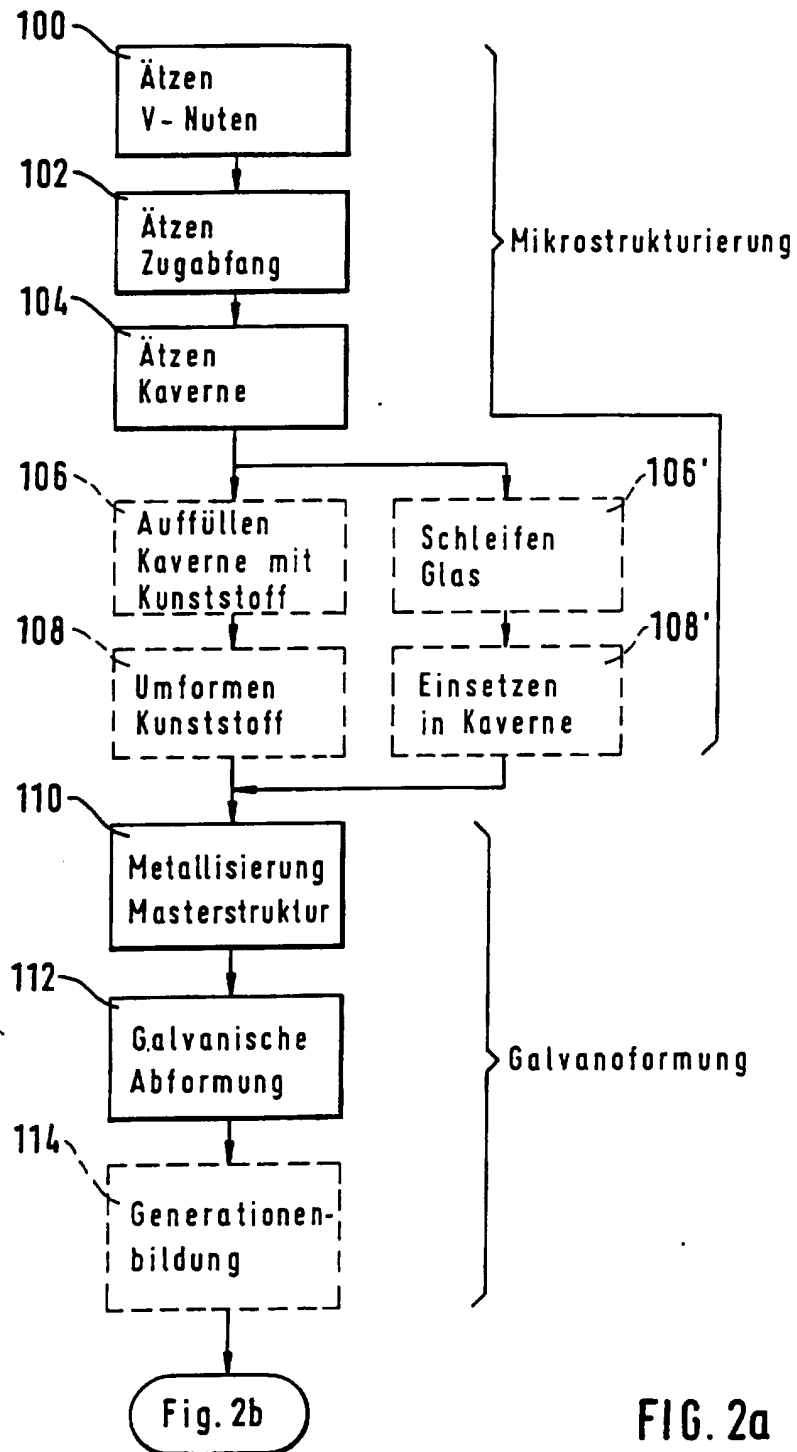 100
Ätzen
V-Nuten
102
Ätzen
Zugabfang
Mikrostrukturierung
104
Ätzen
Kaverne
106
Auffüllen
Kaverne mit
Kunststoff
106'
Schleifen
Glas
108
Umformen
Kunststoff
108'
Einsetzen
in Kaverne
110
Metallisierung
Masterstruktur
112
Galvanische
Abformung
Galvanoformung
114
Generationen-
bildung
Fig. 2b
FIG. 2a